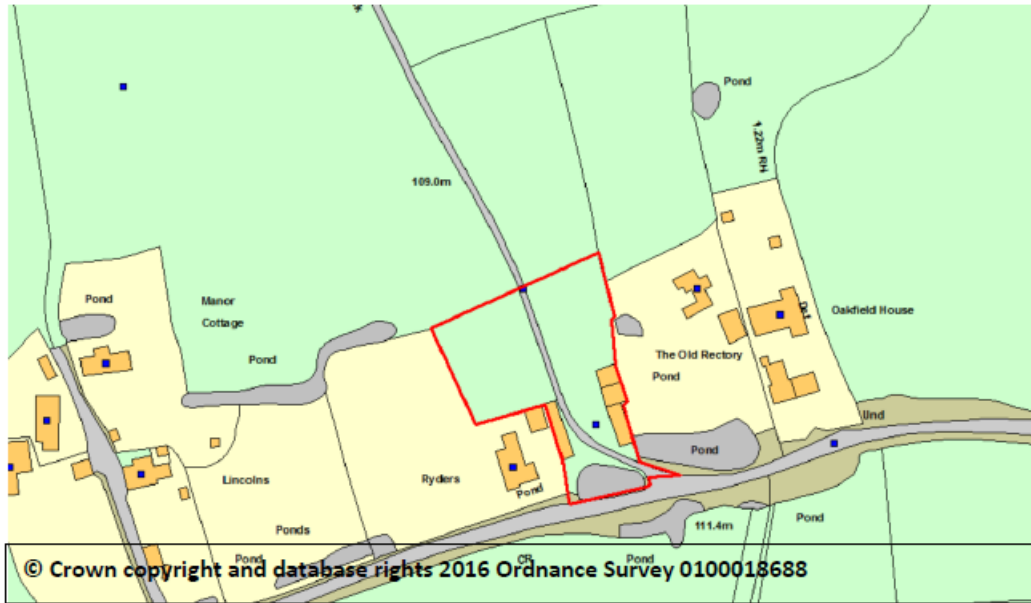 Pond
1.22m RH
109.0m
Pond
Manor
Cottage
Pond
Oakfield House
The Old Rectory
Pond
Und
Pond
Lincolns
Ryders
Pond
Ponds
111.4m
Pond
Pond
CR
Pond
© Crown copyright and database rights 2016 Ordnance Survey 0100018688